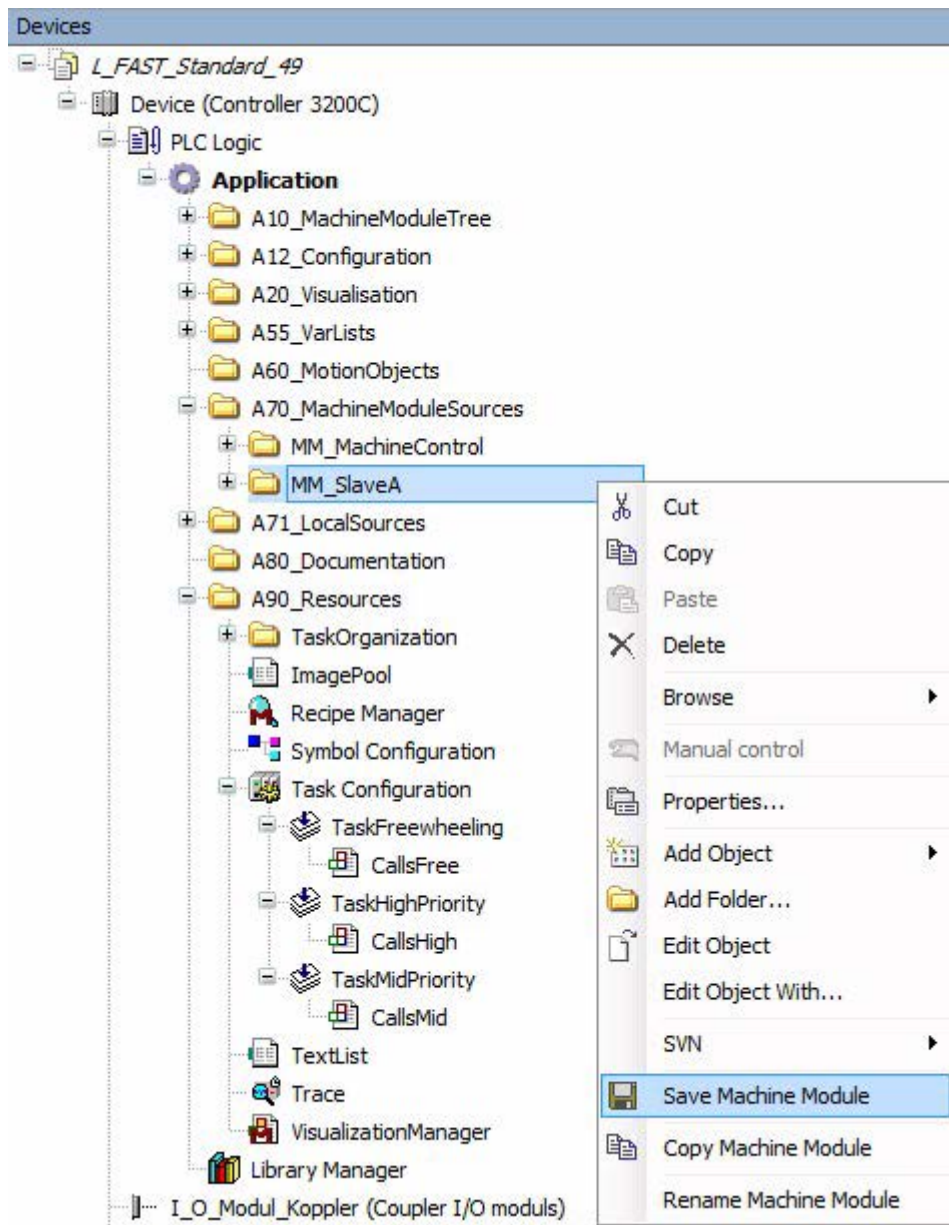 Devices
L_FAST_Standard_49
Device (Controller 3200C)
PLC Logic
Application
A10_MachineModuleTree
A12_Configuration
A20_Visualisation
A55_VarLists
A60_MotionObjects
A70_MachineModuleSources
MM_MachineControl
MM_SlaveA
A71_LocalSources
A80_Documentation
A90_Resources
TaskOrganization
ImagePool
Recipe Manager
Symbol Configuration
Task Configuration
TaskFreewheeling
CallsFree
TaskHighPriority
CallsHigh
TaskMidPriority
CallsMid
TextList
Trace
VisualizationManager
Library Manager
I_O_Modul_Koppler (Coupler I/O moduls)
Cut
Copy
Paste
Delete
Browse
Manual control
Properties...
Add Object
Add Folder...
Edit Object
Edit Object With...
SVN
Save Machine Module
Copy Machine Module
Rename Machine Module